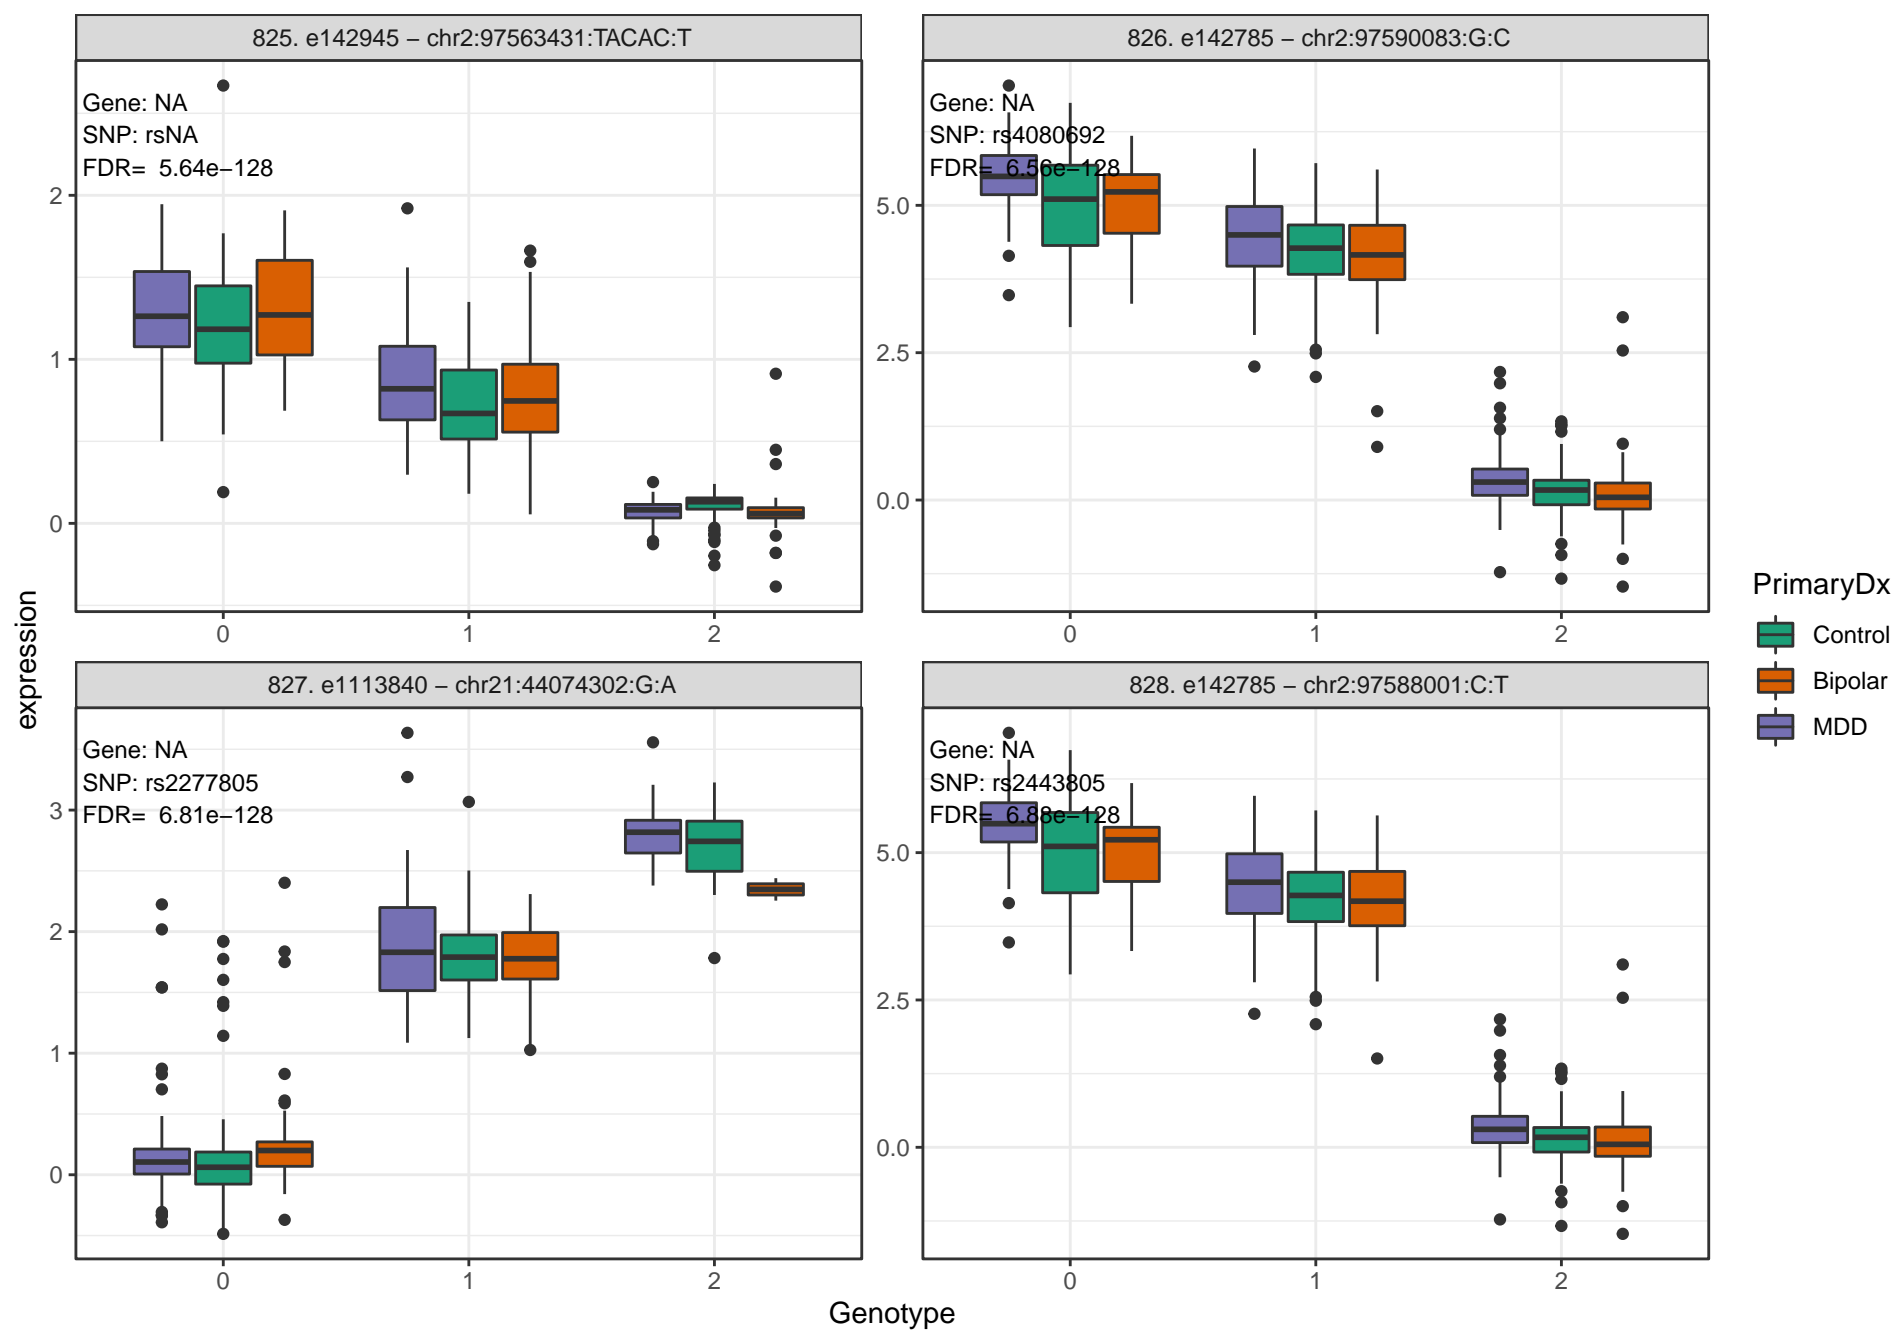 825. e142945 − chr2:97563431:TACAC:T
Gene: NA
SNP: rsNA
FDR= 5.64e−128
2
1
0
0 1 2
826. e142785 − chr2:97590083:G:C
Gene: NA
SNP: rs4080692
FDR= 6.56e−128
5.0
2.5
0.0
0 1 2
827. e1113840 − chr21:44074302:G:A
Gene: NA
SNP: rs2277805
FDR= 6.81e−128
3
2
1
0
0 1 2
828. e142785 − chr2:97588001:C:T
Gene: NA
SNP: rs2443805
FDR= 6.88e−128
5.0
2.5
0.0
0 1 2
expression
Genotype
PrimaryDx
Control
Bipolar
MDD